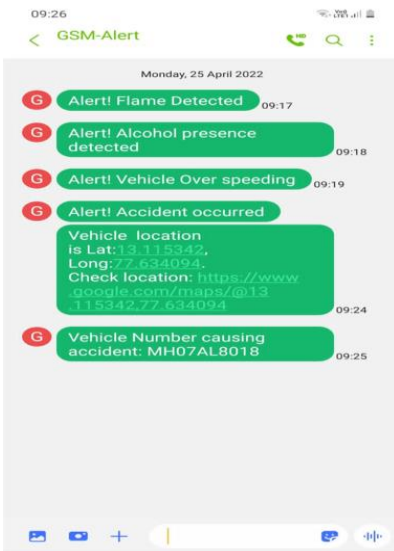 09:26
GSM-Alert
HD
Monday, 25 April 2022
G
Alert! Flame Detected
09:17
G
Alert! Alcohol presence
detected
09:18
G
Alert! Vehicle Over speeding
09:19
G
Alert! Accident occurred
Vehicle location
is Lat:13.115342,
Long:77.634094.
Check location: https://www
.google.com/maps/@13
.115342,77.634094
09:24
G
Vehicle Number causing
accident: MH07AL8018
09:25